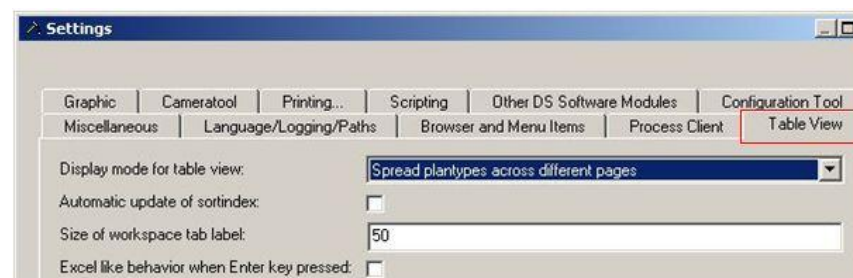 Settings
Graphic Cameratool Printing... Scripting Other DS Software Modules Configuration Tool
Miscellaneous Language/Logging/Paths Browser and Menu Items Process Client Table View
Display mode for table view: Spread plantypes across different pages
Automatic update of sortindex:
Size of workspace tab label: 50
Excel like behavior when Enter key pressed: